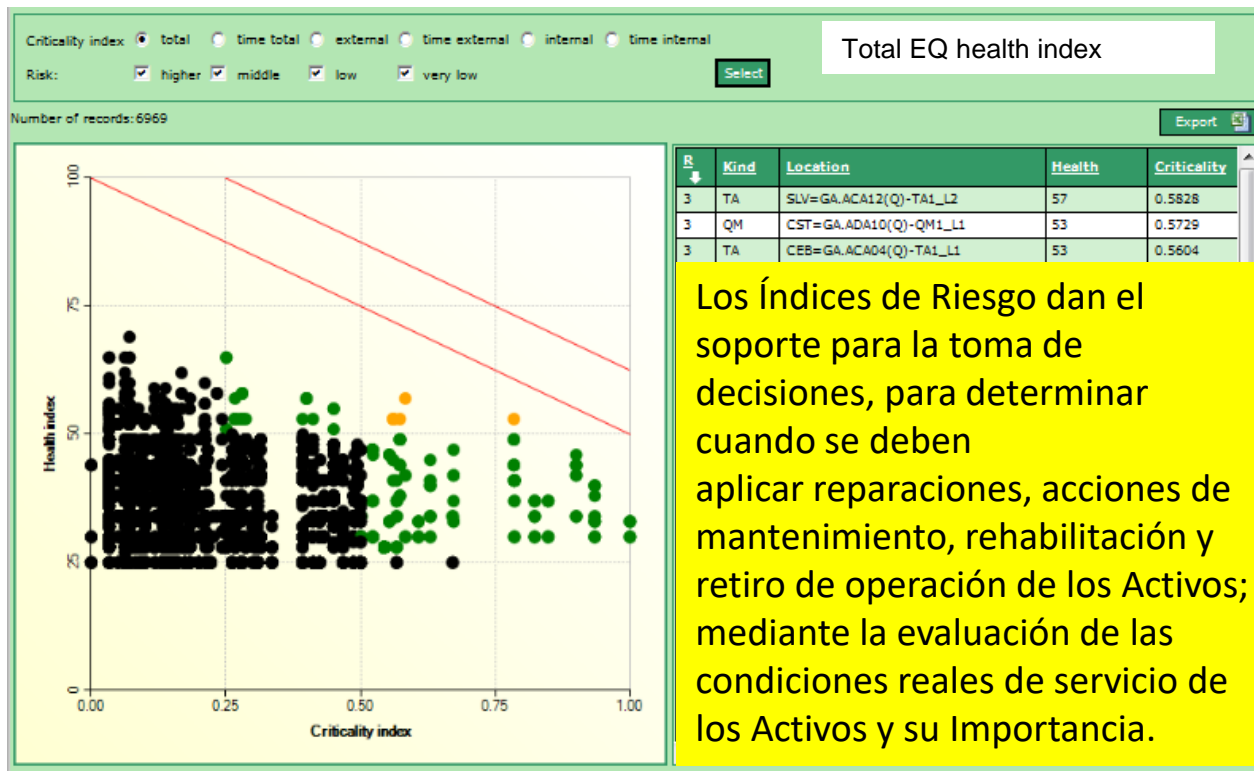 Criticality index total time total external time external internal time internal
Total EQ health index
Risk: higher middle low very low
Select
Number of records:6969
Export
R Kind Location Health Criticality
3 TA SLV=GA.ACA12(Q)-TA1_L2 57 0.5828
3 QM CST=GA.ADA10(Q)-QM1_L1 53 0.5729
3 TA CEB=GA.ACA04(Q)-TA1_L1 53 0.5604
Los Índices de Riesgo dan el
soporte para la toma de
decisiones, para determinar
cuando se deben
aplicar reparaciones, acciones de
mantenimiento, rehabilitación y
retiro de operación de los Activos;
mediante la evaluación de las
condiciones reales de servicio de
los Activos y su Importancia.
100
75
50
25
0
Health index
0.00 0.25 0.50 0.75 1.00
Criticality index